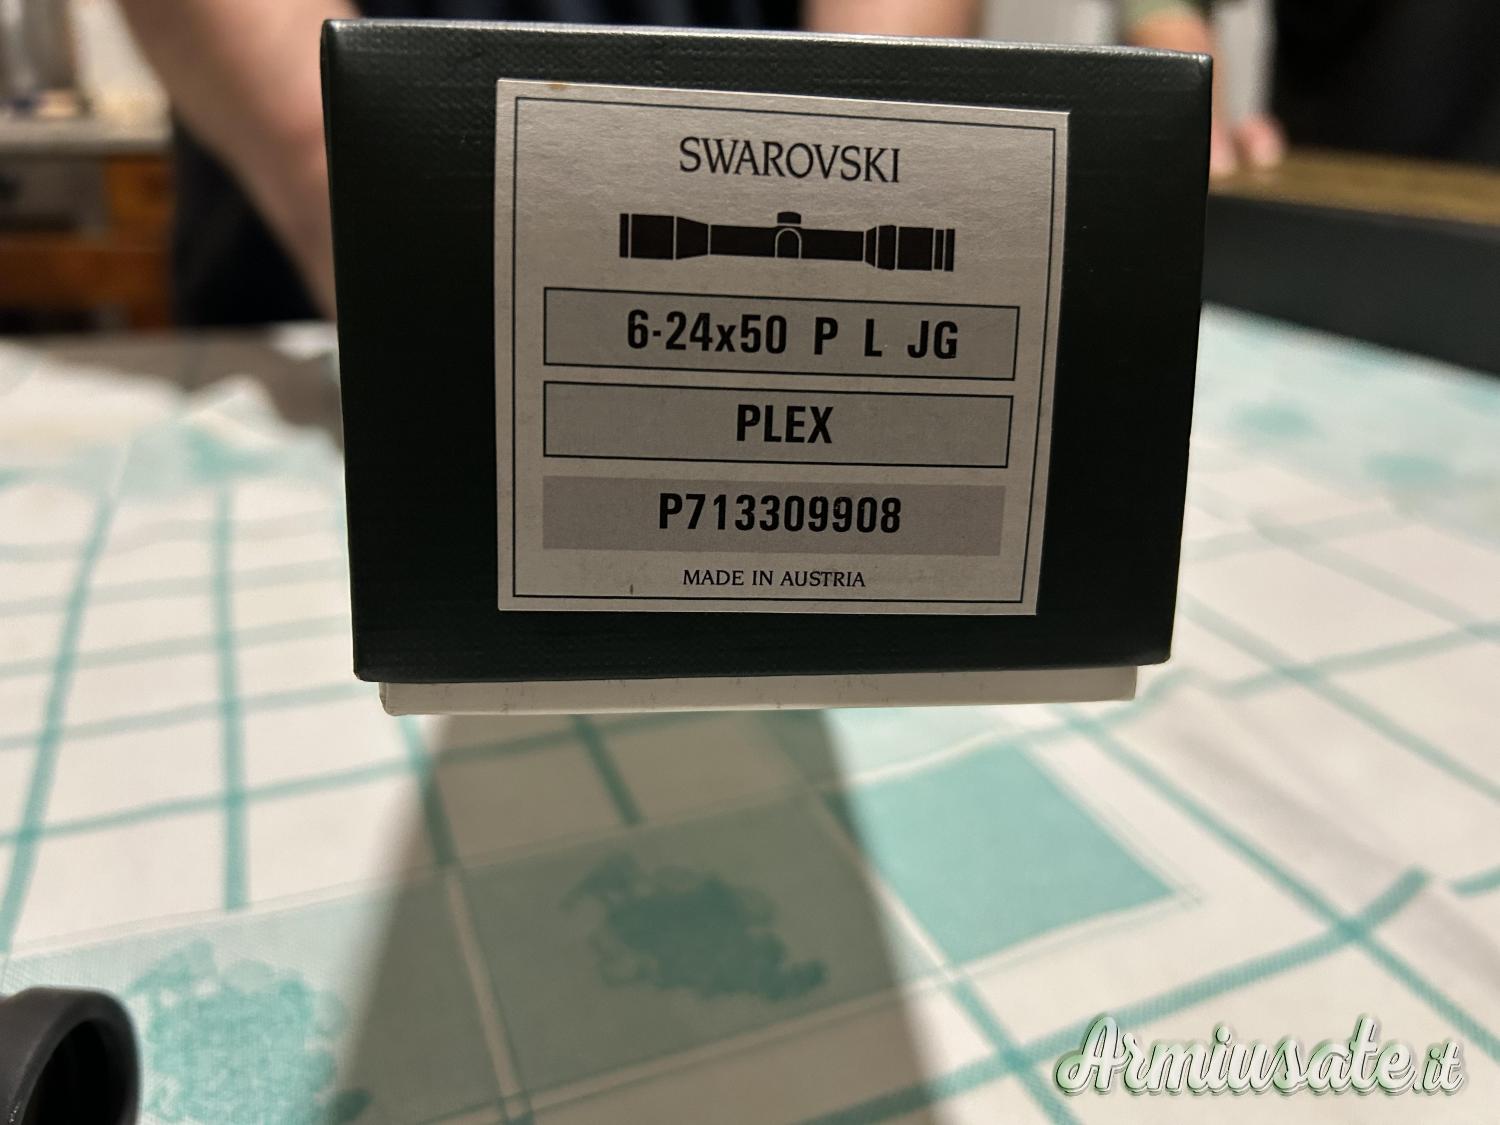 SWAROVSKI
6-24x50 P L JG
PLEX
P713309908
MADE IN AUSTRIA
Armiusate.it